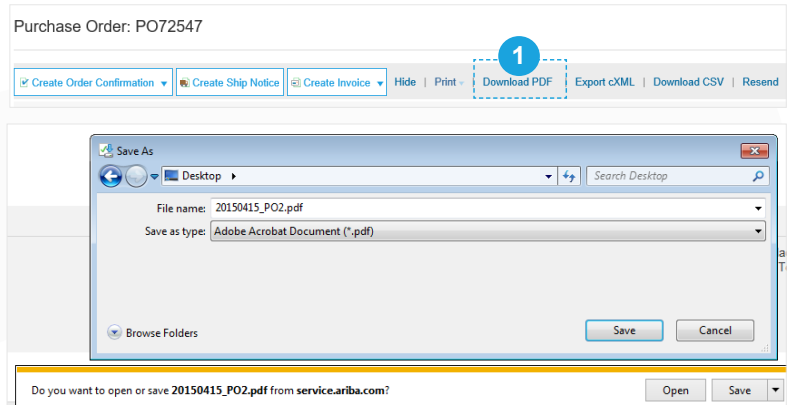 Purchase Order: PO72547
1
Create Order Confirmation Create Ship Notice Create Invoice Hide | Print Download PDF Export cXML | Download CSV | Resend
Save As
Desktop Search Desktop
File name: 20150415_PO2.pdf
Save as type: Adobe Acrobat Document (*.pdf)
Browse Folders Save Cancel
Do you want to open or save 20150415_PO2.pdf from service.ariba.com? Open Save